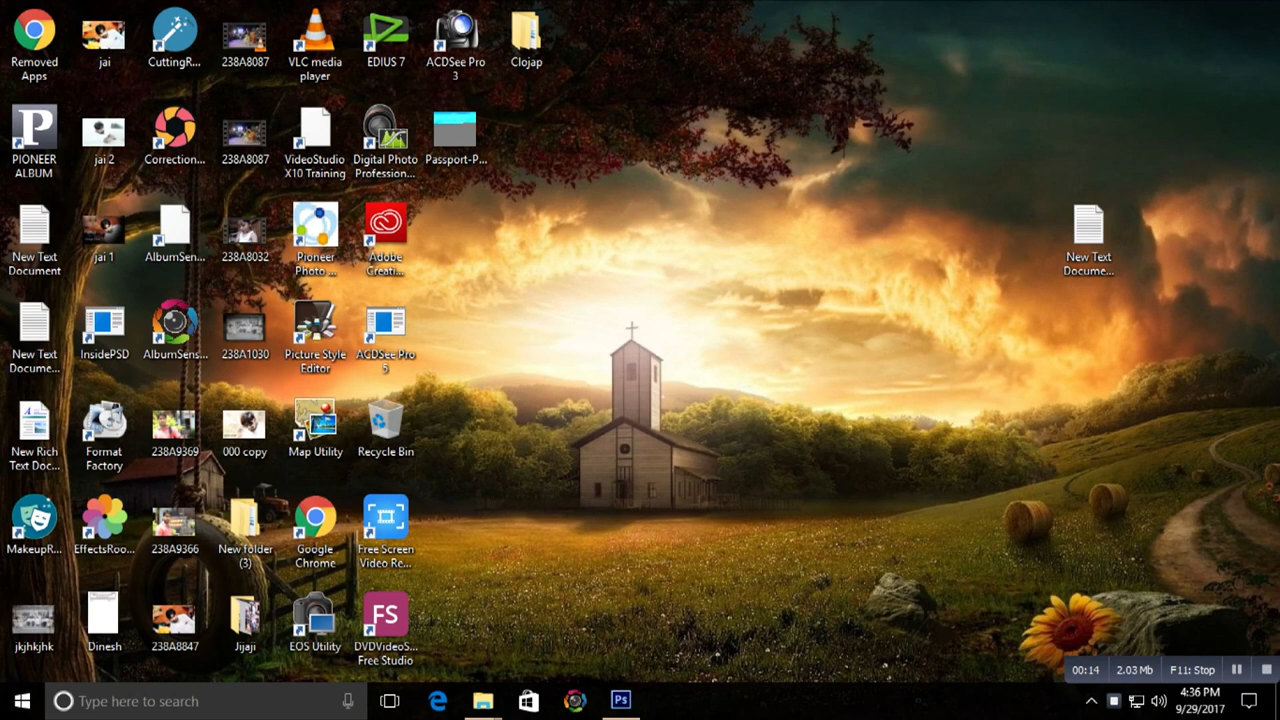 Removed
Apps
jai
CuttingR...
238A8087
VLC media
player
EDIUS 7
ACDSee Pro
3
Clojap
P
PIONEER
ALBUM
jai 2
Correction...
238A8087
VideoStudio
X10 Training
Digital Photo
Profession...
Passport-P...
New Text
Document
jai 1
AlbumSen...
238A8032
Pioneer
Photo ...
Adobe
Creati...
New Text
Docume...
New Text
Docume...
InsidePSD
AlbumSens...
238A1030
Picture Style
Editor
ACDSee Pro
5
New Rich
Text Doc...
Format
Factory
238A9369
000 copy
Map Utility
Recycle Bin
MakeupR...
EffectsRoo...
238A9366
New folder
(3)
Google
Chrome
Free Screen
Video Re...
jkjhkjhk
Dinesh
238A8847
Jijaji
EOS Utility
FS
DVDVideoS...
Free Studio
00:14
2.03 Mb
F11: Stop
Type here to search
Ps
4:36 PM
9/29/2017